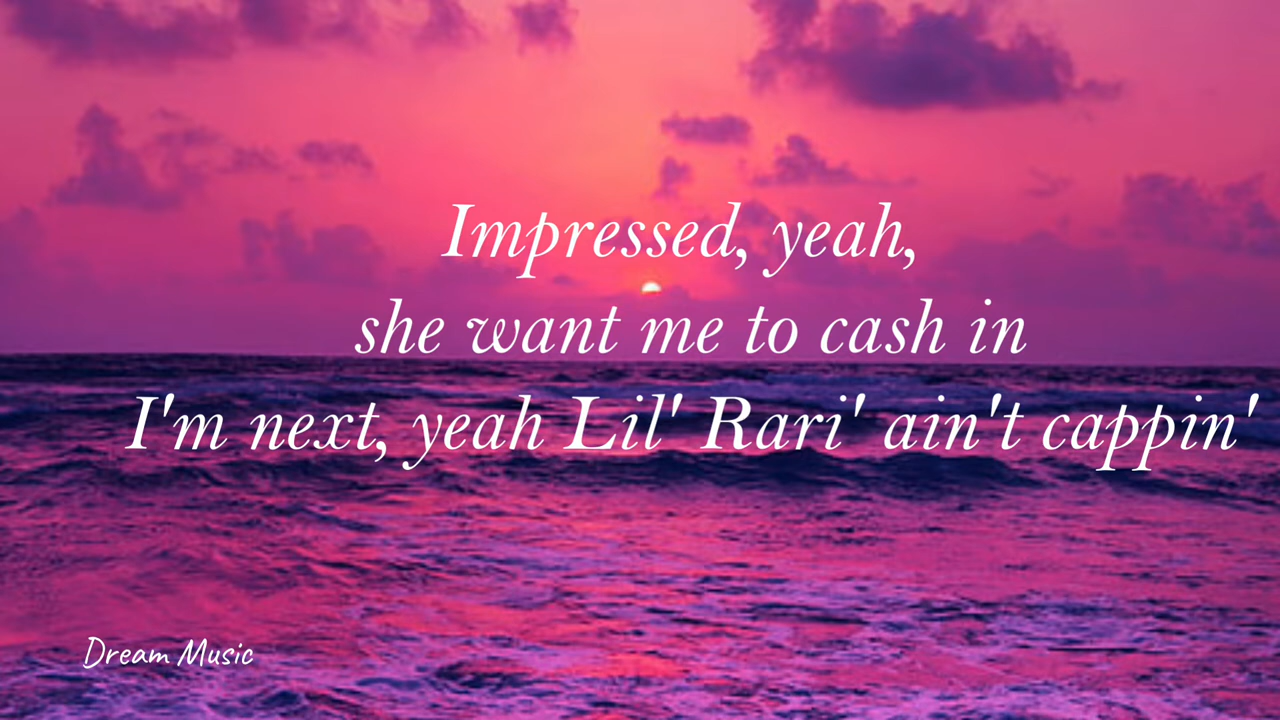 Impressed, yeah,
she want me to cash in
I'm next, yeah Lil' Rari' ain't cappin'
Dream Music